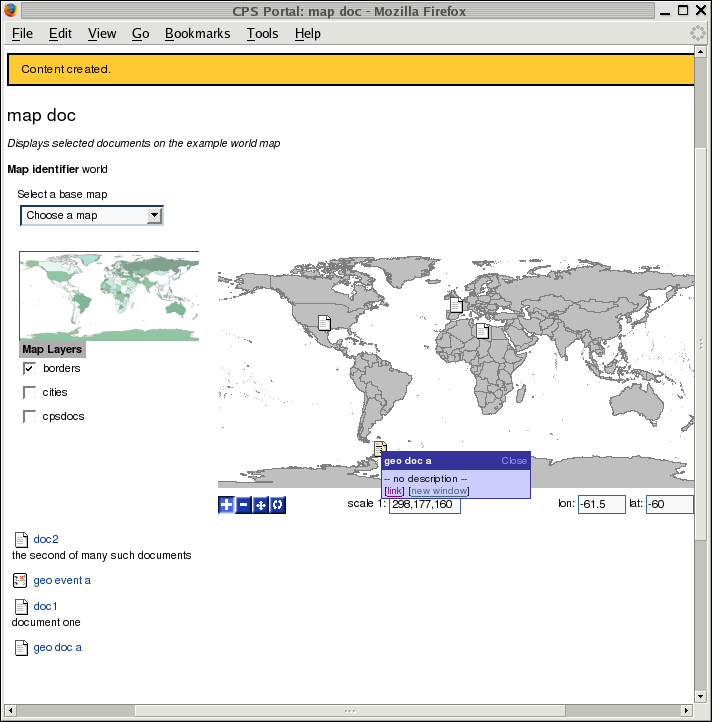 CPS Portal: map doc - Mozilla Firefox
File Edit View Go Bookmarks Tools Help
Content created.
map doc
Displays selected documents on the example world map
Map identifier world
Select a base map
Choose a map
Map Layers
borders
cities
cpsdocs
geo doc a Close
-- no description --
[link] [new window]
scale 1: 298,177,160 lon: -61.5 lat: -60
doc2
the second of many such documents
geo event a
doc1
document one
geo doc a